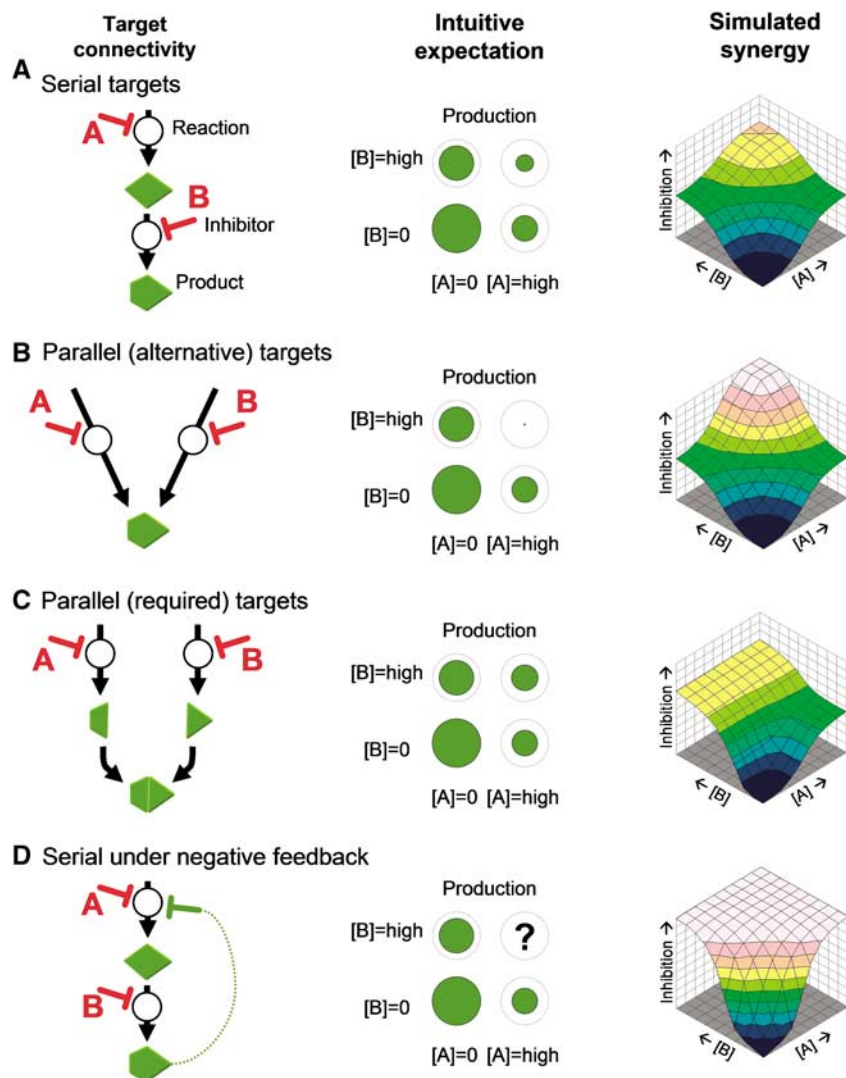 Target connectivity
Intuitive expectation
Simulated synergy
A Serial targets
A
Reaction
B
Inhibitor
Product
Production
[B]=high
[B]=0
[A]=0 [A]=high
Inhibition →
← [B]
[A] →
B Parallel (alternative) targets
A
B
Production
[B]=high
[B]=0
[A]=0 [A]=high
Inhibition →
← [B]
[A] →
C Parallel (required) targets
A
B
Production
[B]=high
[B]=0
[A]=0 [A]=high
Inhibition →
← [B]
[A] →
D Serial under negative feedback
A
B
Production
[B]=high
?
[B]=0
[A]=0 [A]=high
Inhibition →
← [B]
[A] →